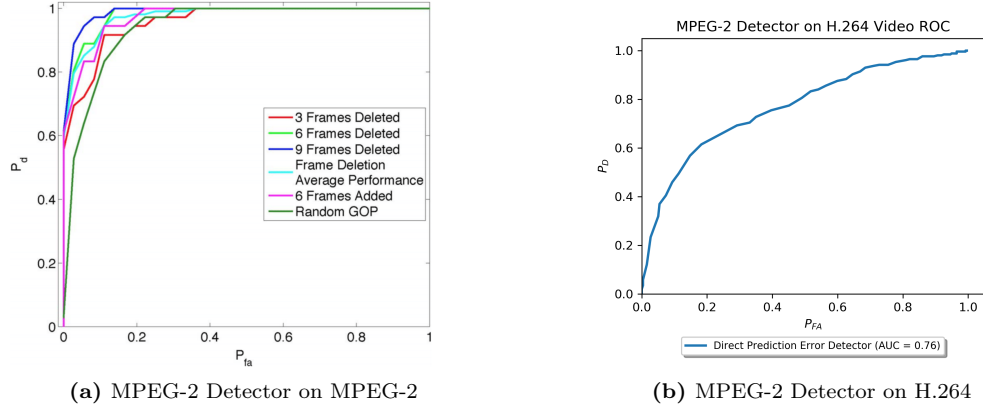 1
0.8
0.6
0.4
0.2
0
P_d
0
0.2
0.4
0.6
0.8
1
P_fa
3 Frames Deleted
6 Frames Deleted
9 Frames Deleted
Frame Deletion
Average Performance
6 Frames Added
Random GOP
(a) MPEG-2 Detector on MPEG-2
MPEG-2 Detector on H.264 Video ROC
1.0
0.8
0.6
0.4
0.2
0.0
P_D
0.0
0.2
0.4
0.6
0.8
1.0
P_FA
Direct Prediction Error Detector (AUC = 0.76)
(b) MPEG-2 Detector on H.264